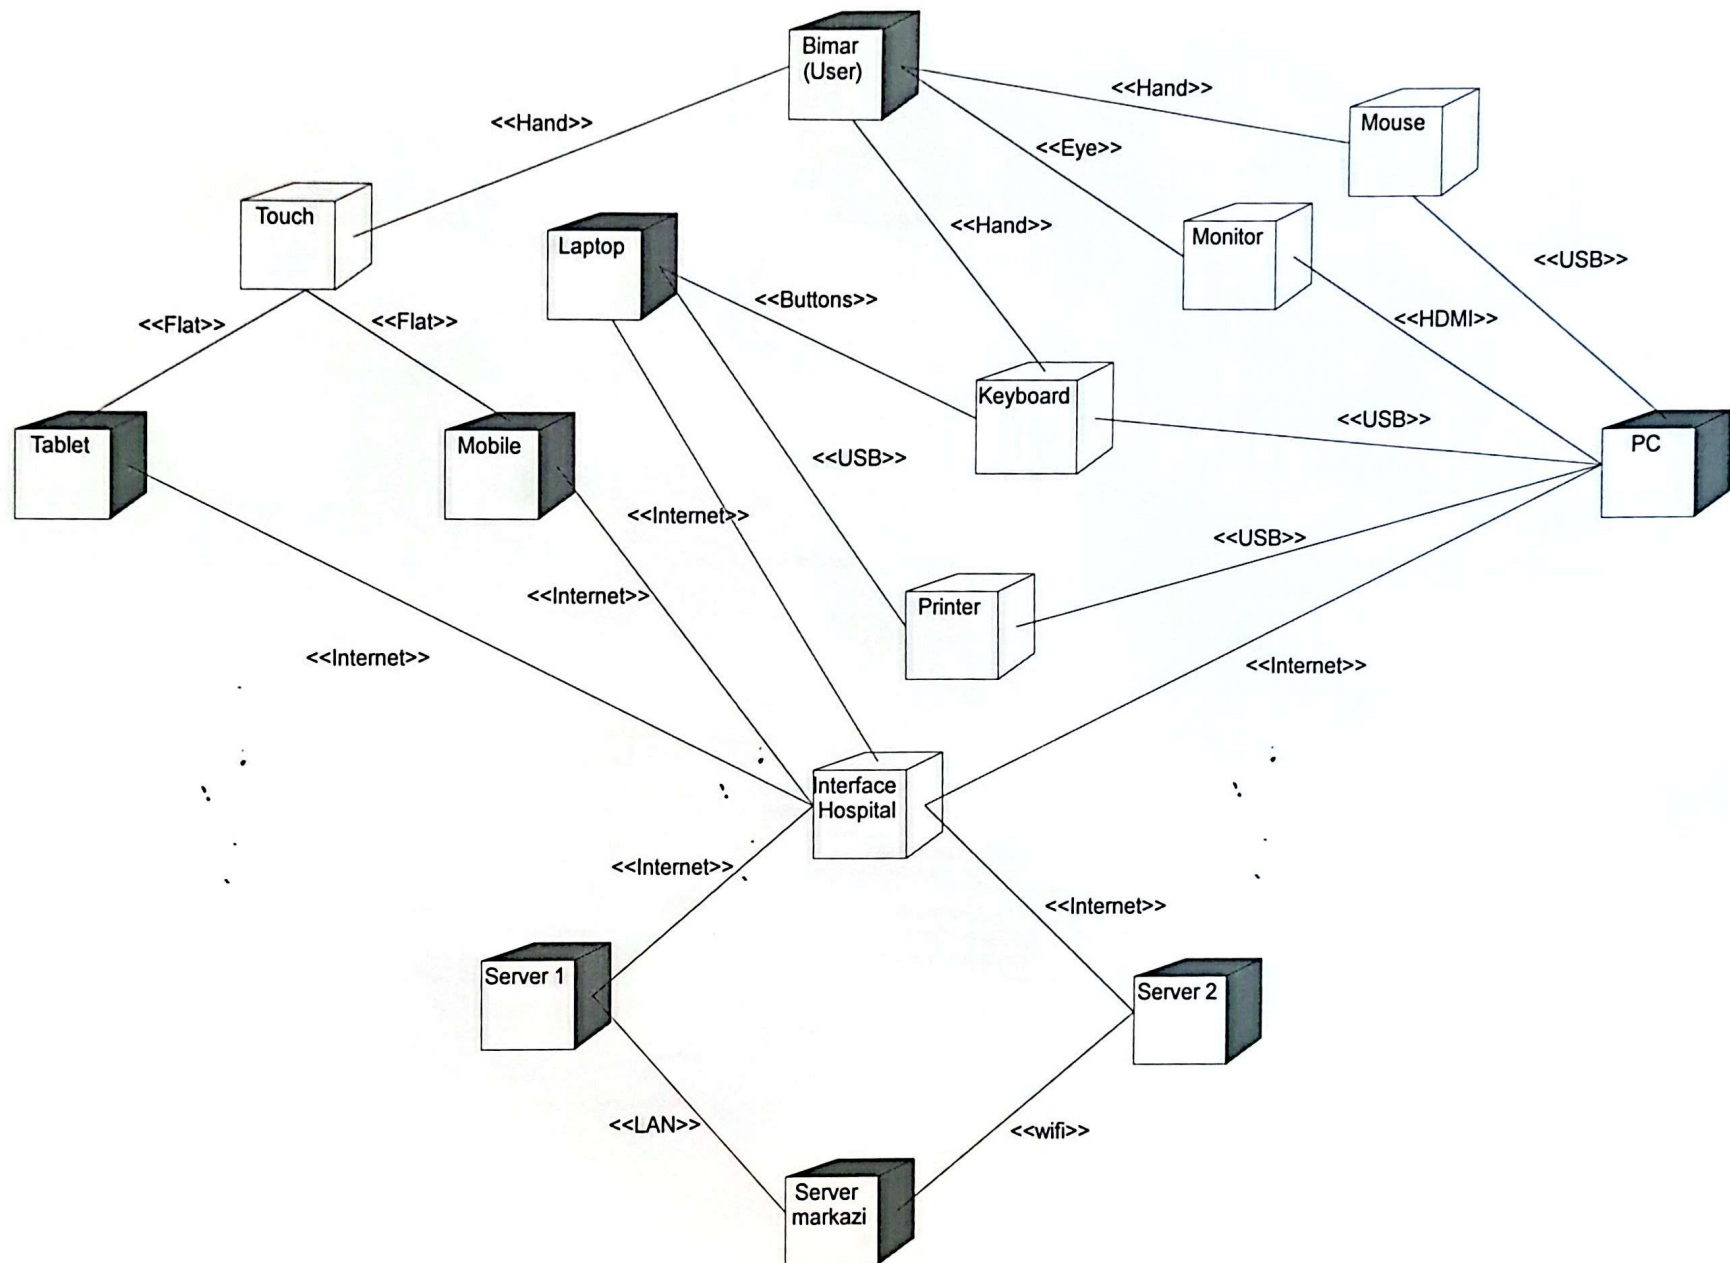 Bimar
(User)
<<Hand>>
Mouse
<<Hand>>
<<Eye>>
Touch
Laptop
<<Hand>>
Monitor
<<USB>>
<<Buttons>>
<<Flat>>
<<Flat>>
<<HDMI>>
Keyboard
<<USB>>
Tablet
Mobile
PC
<<USB>>
<<Internet>>
<<USB>>
<<Internet>>
Printer
<<Internet>>
<<Internet>>
Interface
Hospital
<<Internet>>
<<Internet>>
Server 1
Server 2
<<LAN>>
<<wifi>>
Server
markazi